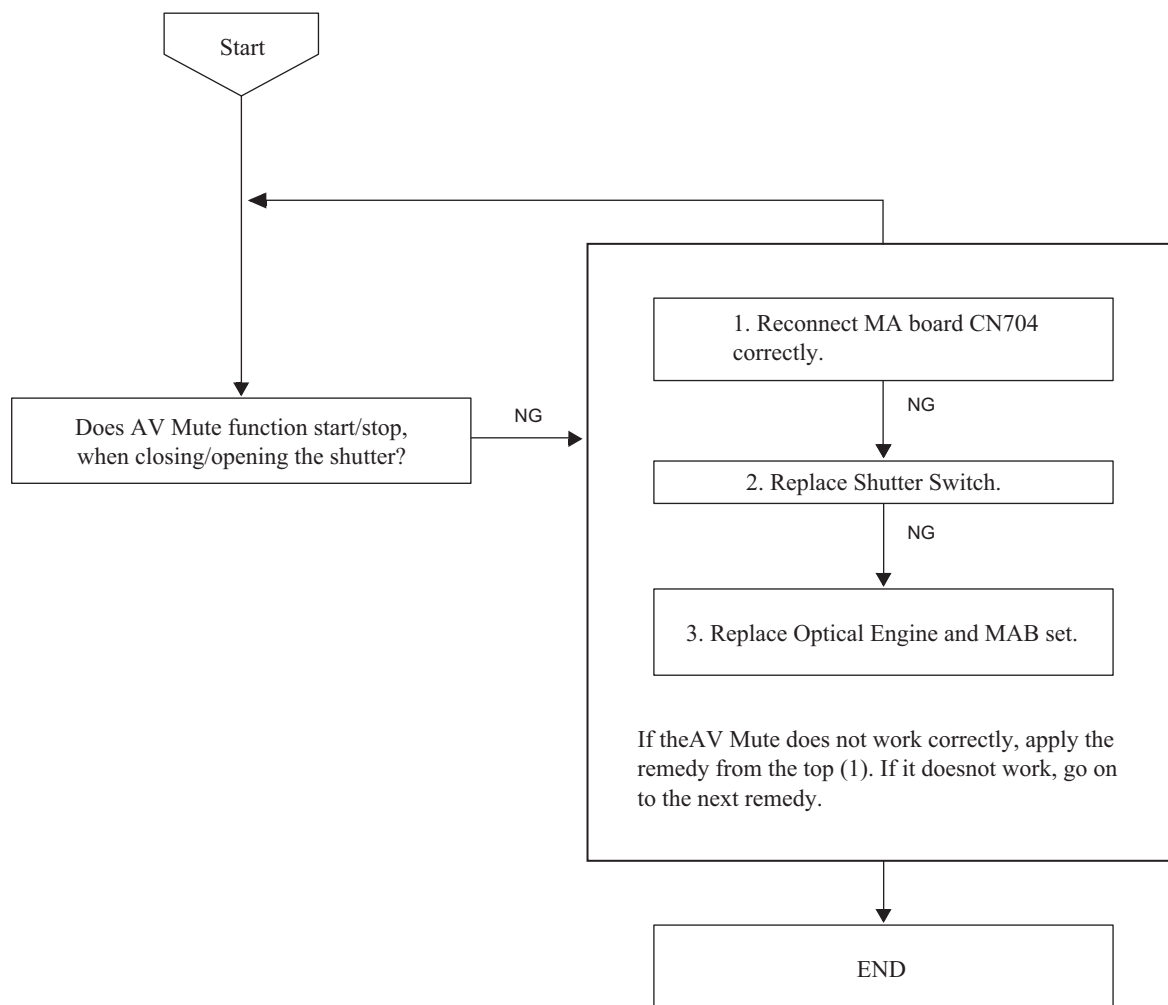 Start
Does AV Mute function start/stop,
when closing/opening the shutter?
NG
1. Reconnect MA board CN704
correctly.
NG
2. Replace Shutter Switch.
NG
3. Replace Optical Engine and MAB set.
If theAV Mute does not work correctly, apply the
remedy from the top (1). If it doesnot work, go on
to the next remedy.
END